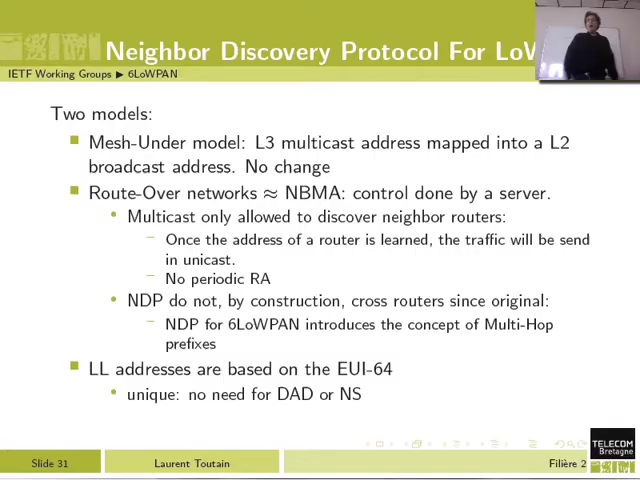 Neighbor Discovery Protocol For LoW
IETF Working Groups ▶ 6LoWPAN
Two models:
Mesh-Under model: L3 multicast address mapped into a L2
broadcast address. No change
Route-Over networks ≈ NBMA: control done by a server.
Multicast only allowed to discover neighbor routers:
Once the address of a router is learned, the traffic will be send
in unicast.
No periodic RA
NDP do not, by construction, cross routers since original:
NDP for 6LoWPAN introduces the concept of Multi-Hop
prefixes
LL addresses are based on the EUI-64
unique: no need for DAD or NS
TELECOM
Bretagne
Slide 31
Laurent Toutain
Filière 2